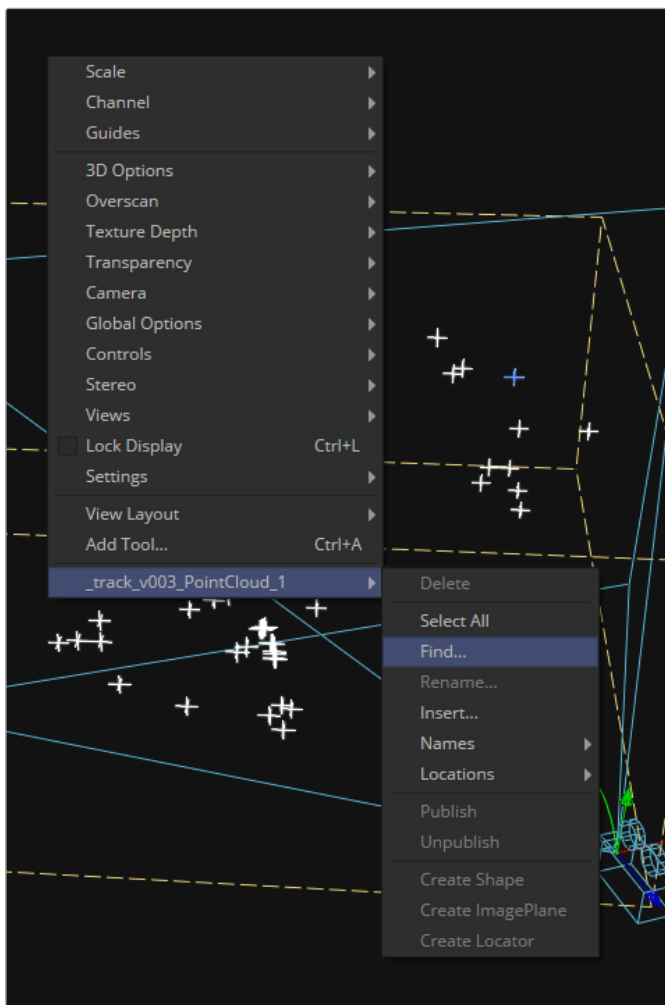 Scale
Channel
Guides
3D Options
Overscan
Texture Depth
Transparency
Camera
Global Options
Controls
Stereo
Views
Lock Display Ctrl+L
Settings
View Layout
Add Tool... Ctrl+A
_track_v003_PointCloud_1
Delete
Select All
Find...
Rename...
Insert...
Names
Locations
Publish
Unpublish
Create Shape
Create ImagePlane
Create Locator